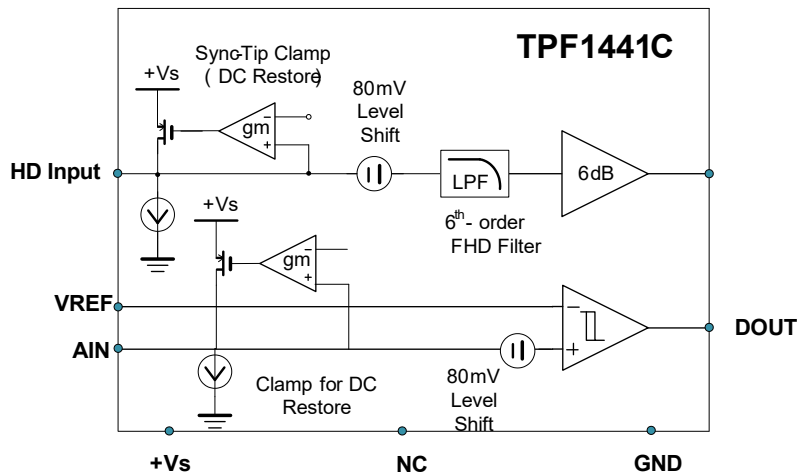 TPF1441C
Sync-Tip Clamp
( DC Restore)
+Vs
80mV
Level
Shift
gm
−
+
HD Input
LPF
6dB
6th- order
FHD Filter
+Vs
gm
−
+
VREF
−
DOUT
AIN
+
80mV
Level
Shift
Clamp for DC
Restore
+Vs
NC
GND